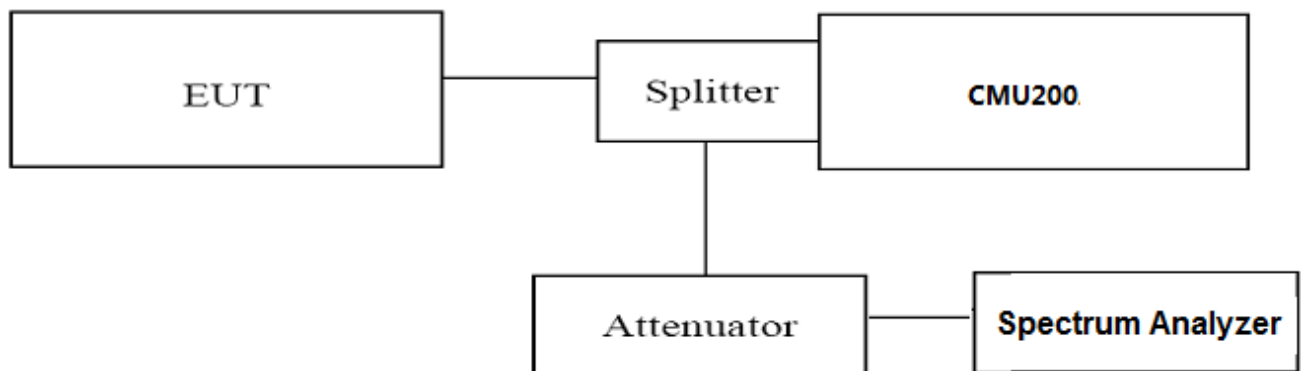 EUT
Splitter
CMU200.
Attenuator
Spectrum Analyzer